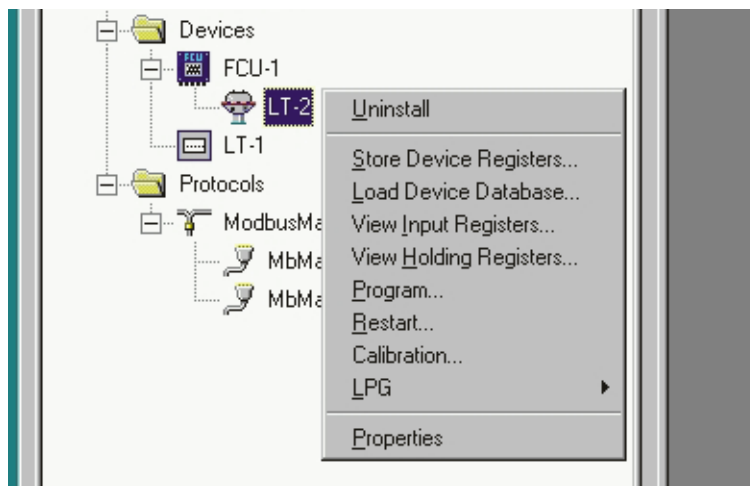 Devices
FCU
FCU-1
LT-2
LT-1
Protocols
ModbusMa
MbMa
MbMa
Uninstall
Store Device Registers...
Load Device Database...
View Input Registers...
View Holding Registers...
Program...
Restart...
Calibration...
LPG
Properties